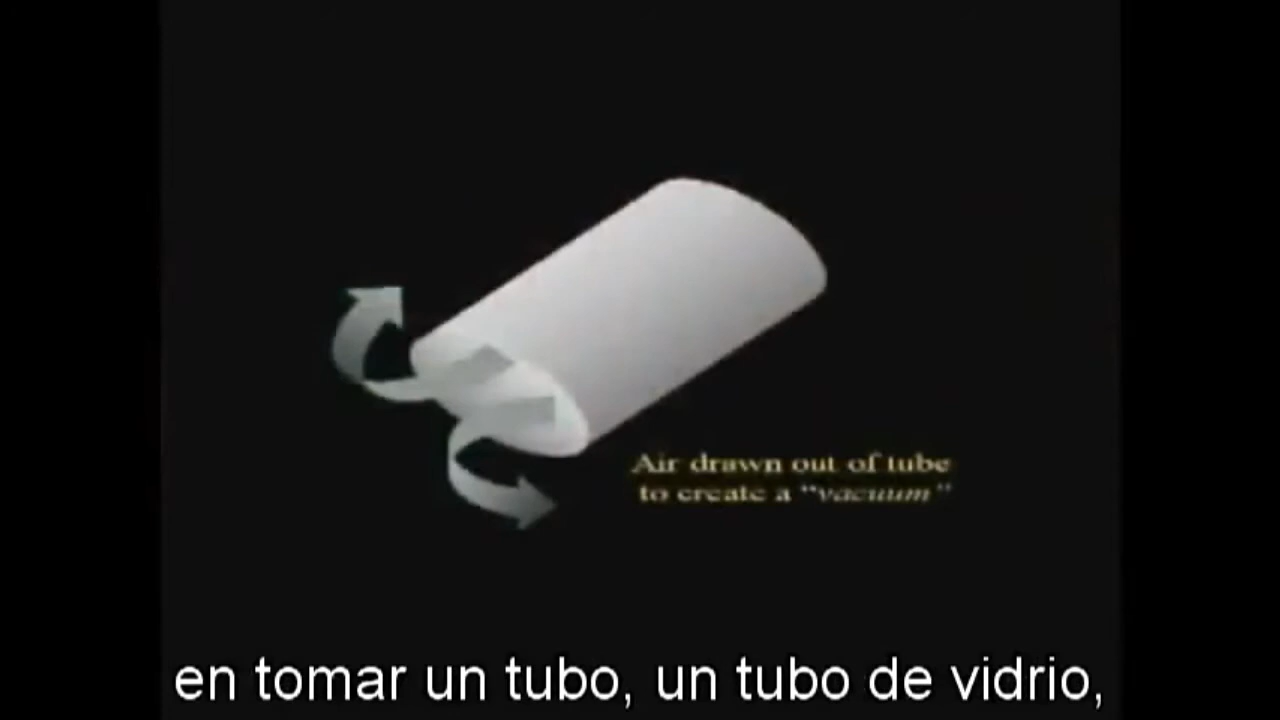 Air drawn out of tube
to create a "vacuum"
en tomar un tubo, un tubo de vidrio,